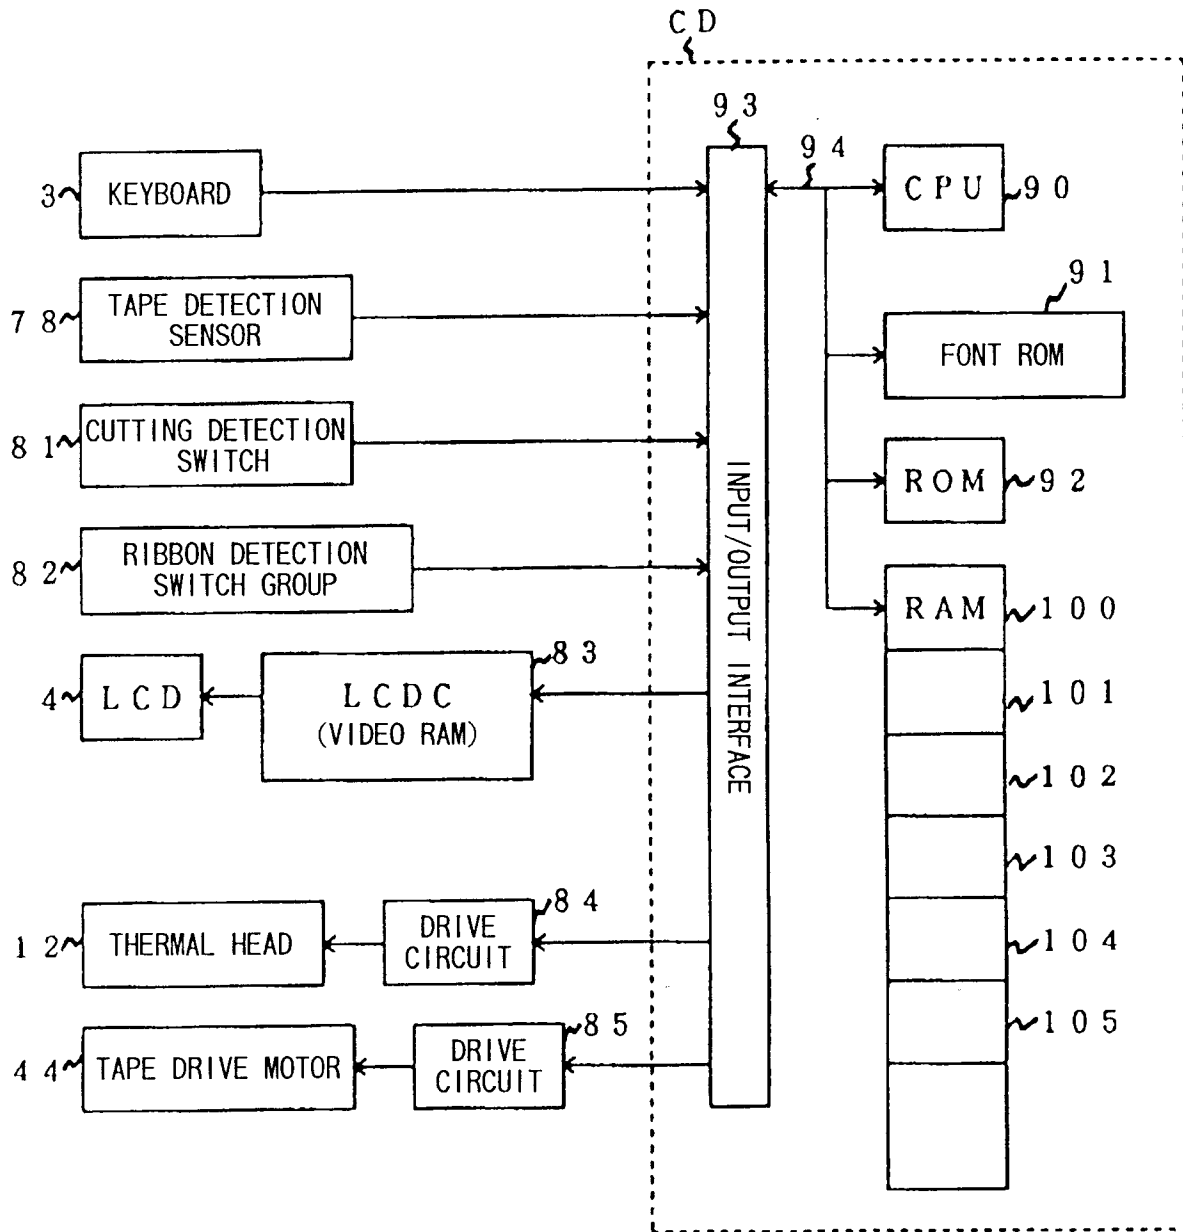 CD
93
94
3
KEYBOARD
CPU
90
78
TAPE DETECTION
SENSOR
91
FONT ROM
81
CUTTING DETECTION
SWITCH
ROM
92
82
RIBBON DETECTION
SWITCH GROUP
INPUT/OUTPUT INTERFACE
RAM
100
4
LCD
83
LCDC
(VIDEO RAM)
101
102
103
12
THERMAL HEAD
84
DRIVE
CIRCUIT
104
44
TAPE DRIVE MOTOR
85
DRIVE
CIRCUIT
105